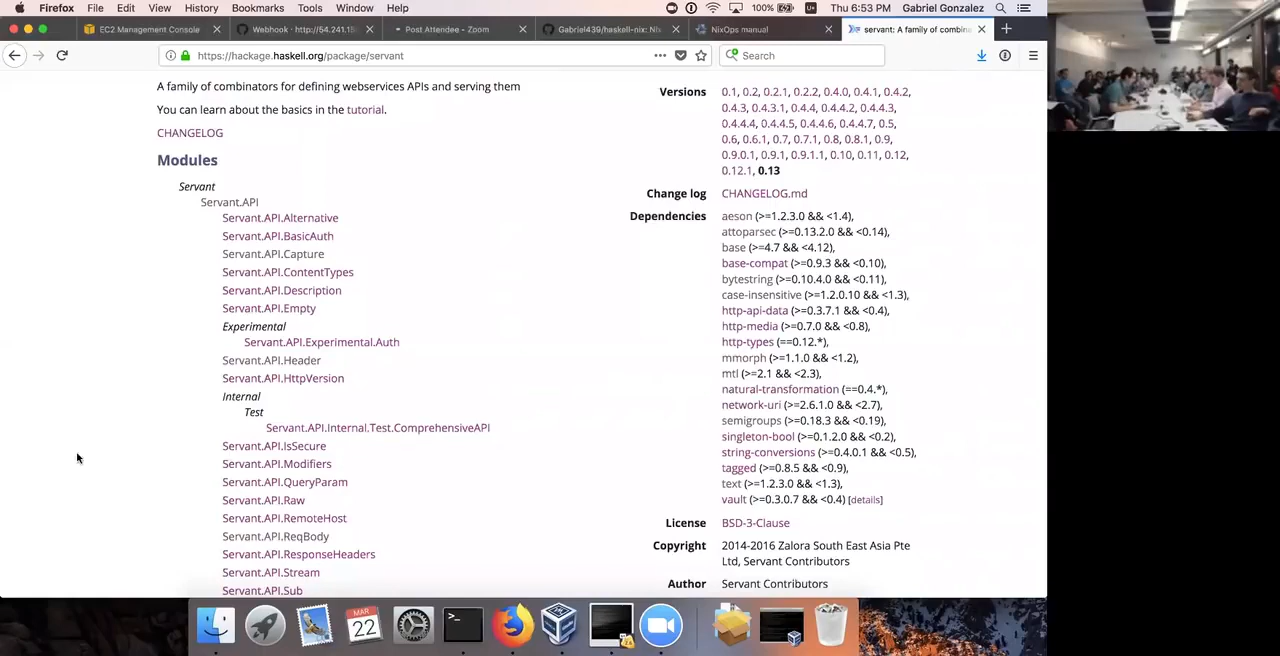 Firefox File Edit View History Bookmarks Tools Window Help 100% Thu 6:53 PM Gabriel Gonzalez
EC2 Management Console
Webhook · http://54.241.1
Post Attendee - Zoom
Gabriel439/haskell-nix: Ni
NixOps manual
servant: A family of combina
https://hackage.haskell.org/package/servant
Search
A family of combinators for defining webservices APIs and serving them
You can learn about the basics in the tutorial.
CHANGELOG
Modules
Servant
Servant.API
Servant.API.Alternative
Servant.API.BasicAuth
Servant.API.Capture
Servant.API.ContentTypes
Servant.API.Description
Servant.API.Empty
Experimental
Servant.API.Experimental.Auth
Servant.API.Header
Servant.API.HttpVersion
Internal
Test
Servant.API.Internal.Test.ComprehensiveAPI
Servant.API.IsSecure
Servant.API.Modifiers
Servant.API.QueryParam
Servant.API.Raw
Servant.API.RemoteHost
Servant.API.ReqBody
Servant.API.ResponseHeaders
Servant.API.Stream
Servant.API.Sub
Versions
0.1, 0.2, 0.2.1, 0.2.2, 0.4.0, 0.4.1, 0.4.2,
0.4.3, 0.4.3.1, 0.4.4, 0.4.4.2, 0.4.4.3,
0.4.4.4, 0.4.4.5, 0.4.4.6, 0.4.4.7, 0.5,
0.6, 0.6.1, 0.7, 0.7.1, 0.8, 0.8.1, 0.9,
0.9.0.1, 0.9.1, 0.9.1.1, 0.10, 0.11, 0.12,
0.12.1, 0.13
Change log CHANGELOG.md
Dependencies aeson (>=1.2.3.0 && <1.4),
attoparsec (>=0.13.2.0 && <0.14),
base (>=4.7 && <4.12),
base-compat (>=0.9.3 && <0.10),
bytestring (>=0.10.4.0 && <0.11),
case-insensitive (>=1.2.0.10 && <1.3),
http-api-data (>=0.3.7.1 && <0.4),
http-media (>=0.7.0 && <0.8),
http-types (==0.12.*),
mmorph (>=1.1.0 && <1.2),
mtl (>=2.1 && <2.3),
natural-transformation (==0.4.*),
network-uri (>=2.6.1.0 && <2.7),
semigroups (>=0.18.3 && <0.19),
singleton-bool (>=0.1.2.0 && <0.2),
string-conversions (>=0.4.0.1 && <0.5),
tagged (>=0.8.5 && <0.9),
text (>=1.2.3.0 && <1.3),
vault (>=0.3.0.7 && <0.4) [details]
License BSD-3-Clause
Copyright 2014-2016 Zalora South East Asia Pte
Ltd, Servant Contributors
Author Servant Contributors
MAR
22